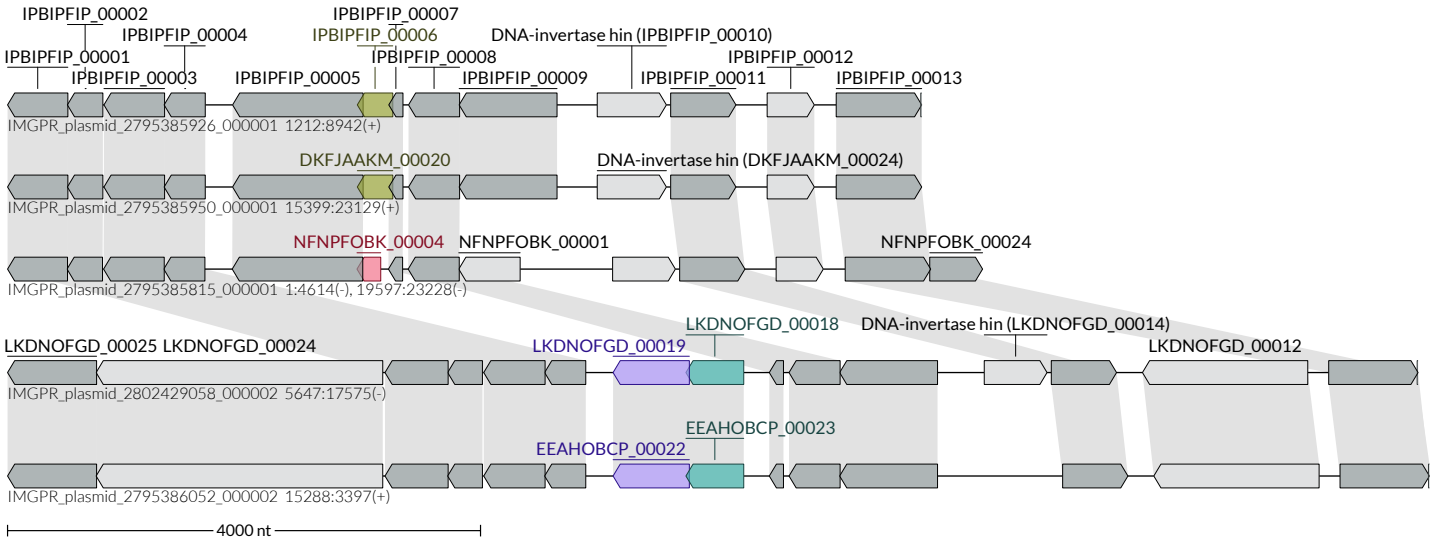 IPBIPFIP_00002 IPBIPFIP_00007
IPBIPFIP_00004 IPBIPFIP_00006 DNA-invertase hin (IPBIPFIP_00010)
IPBIPFIP_00001 IPBIPFIP_00008 IPBIPFIP_00012
IPBIPFIP_00003 IPBIPFIP_00005 IPBIPFIP_00009 IPBIPFIP_00011 IPBIPFIP_00013
IMGPR_plasmid_2795385926_000001 1212:8942(+)
DKFJAAKM_00020 DNA-invertase hin (DKFJAAKM_00024)
IMGPR_plasmid_2795385950_000001 15399:23129(+)
NFNPFOBK_00004 NFNPFOBK_00001 NFNPFOBK_00024
IMGPR_plasmid_2795385815_000001 1:4614(-), 19597:23228(-)
LKDNOFGD_00018 DNA-invertase hin (LKDNOFGD_00014)
LKDNOFGD_00025 LKDNOFGD_00024 LKDNOFGD_00019 LKDNOFGD_00012
IMGPR_plasmid_2802429058_000002 5647:17575(-)
EEAHOBCP_00023
EEAHOBCP_00022
IMGPR_plasmid_2795386052_000002 15288:3397(+)
4000 nt